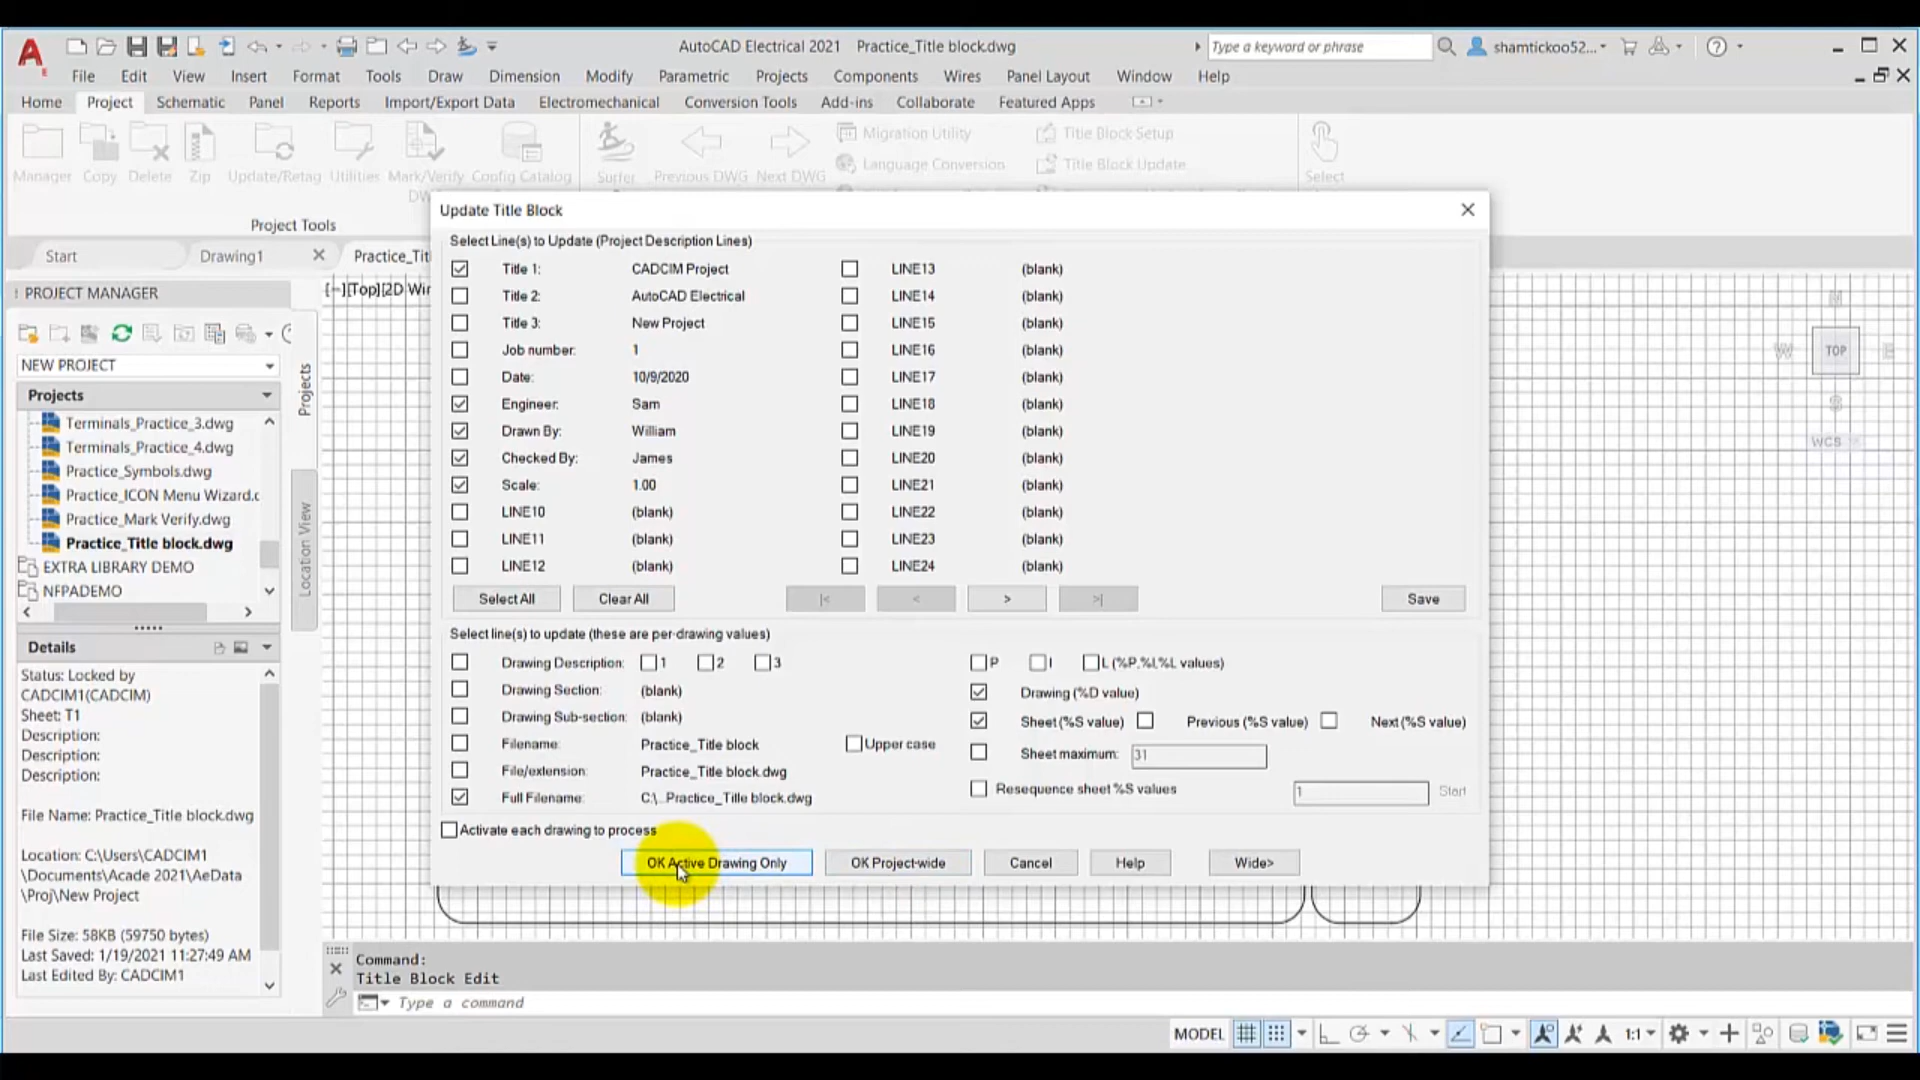 AutoCAD Electrical 2021 Practice_Title block.dwg
Type a keyword or phrase
shamtickoo52...
File Edit View Insert Format Tools Draw Dimension Modify Parametric Projects Components Wires Panel Layout Window Help
Home Project Schematic Panel Reports Import/Export Data Electromechanical Conversion Tools Add-ins Collaborate Featured Apps
Migration Utility Title Block Setup
Language Conversion Title Block Update
Manager Copy Delete Zip Update/Retag Utilities Mark/Verify Config Catalog Surfer Previous DWG Next DWG Select
Project Tools
Start Drawing1 Practice_Tit
PROJECT MANAGER
[−][Top][2D Wir
NEW PROJECT
Projects
Terminals_Practice_3.dwg
Terminals_Practice_4.dwg
Practice_Symbols.dwg
Practice_ICON Menu Wizard.c
Practice_Mark Verify.dwg
Practice_Title block.dwg
EXTRA LIBRARY DEMO
NFPADEMO
Projects
Location View
Details
Status: Locked by
CADCIM1(CADCIM)
Sheet: T1
Description:
Description:
Description:
File Name: Practice_Title block.dwg
Location: C:\Users\CADCIM1
\Documents\Acade 2021\AeData
\Proj\New Project
File Size: 58KB (59750 bytes)
Last Saved: 1/19/2021 11:27:49 AM
Last Edited By: CADCIM1
Update Title Block
Select Line(s) to Update (Project Description Lines)
Title 1: CADCIM Project LINE13 (blank)
Title 2: AutoCAD Electrical LINE14 (blank)
Title 3: New Project LINE15 (blank)
Job number: 1 LINE16 (blank)
Date: 10/9/2020 LINE17 (blank)
Engineer: Sam LINE18 (blank)
Drawn By: William LINE19 (blank)
Checked By: James LINE20 (blank)
Scale: 1.00 LINE21 (blank)
LINE10 (blank) LINE22 (blank)
LINE11 (blank) LINE23 (blank)
LINE12 (blank) LINE24 (blank)
Select All Clear All |< < > >| Save
Select line(s) to update (these are per-drawing values)
Drawing Description: 1 2 3 P I L (%P,%I,%L values)
Drawing Section: (blank) Drawing (%D value)
Drawing Sub-section: (blank) Sheet (%S value) Previous (%S value) Next (%S value)
Filename: Practice_Title block Upper case Sheet maximum: 31
File/extension: Practice_Title block.dwg Resequence sheet %S values 1 Start
Full Filename: C:\...Practice_Title block.dwg
Activate each drawing to process
OK Active Drawing Only OK Project-wide Cancel Help Wide>
TOP
W E
S
WCS
Command:
Title Block Edit
Type a command
MODEL 1:1